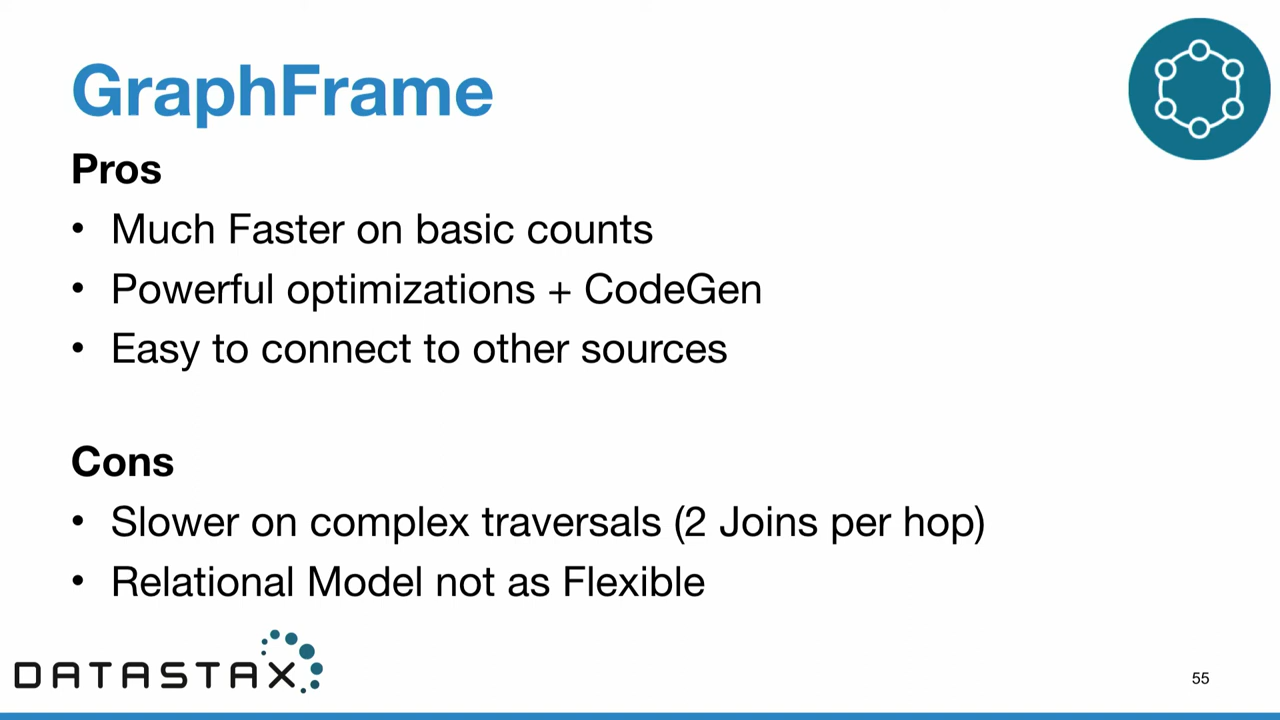 GraphFrame
Pros
• Much Faster on basic counts
• Powerful optimizations + CodeGen
• Easy to connect to other sources
Cons
• Slower on complex traversals (2 Joins per hop)
• Relational Model not as Flexible
DATASTAX
55